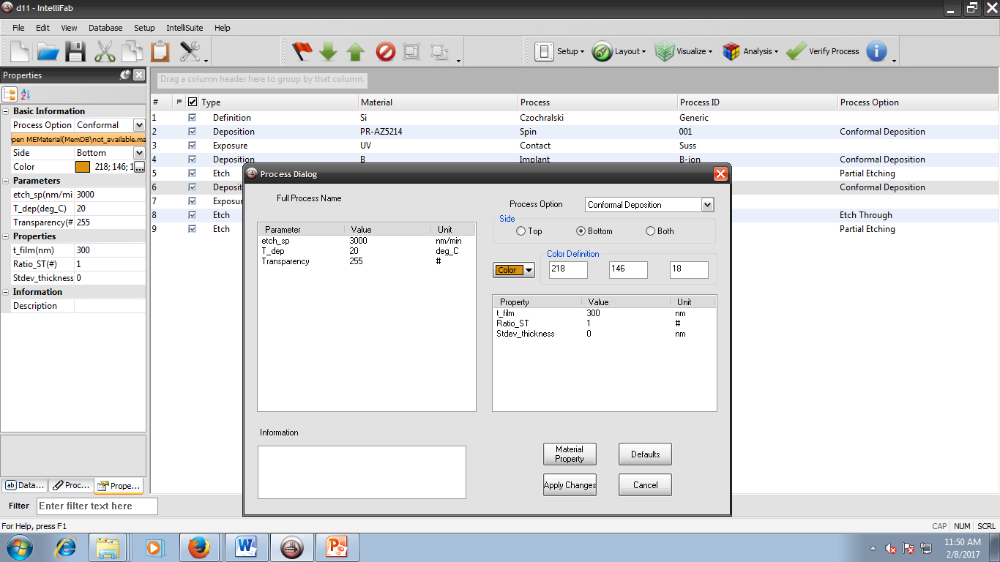 d11 - IntelliFab
File Edit View Database Setup IntelliSuite Help
Setup Layout Visualize Analysis Verify Process
Properties
Drag a column header here to group by that column.
# Type Material Process Process ID Process Option
1 Definition Si Czochralski Generic
2 Deposition PR-AZ5214 Spin 001 Conformal Deposition
3 Exposure UV Contact Suss
4 Deposition B Implant B-ion Conformal Deposition
5 Etch Partial Etching
6 Deposit Conformal Deposition
7 Exposur
8 Etch Etch Through
9 Etch Partial Etching
Basic Information
Process Option Conformal
pen MEMaterial(MemDB\not_available.ma
Side Bottom
Color 218; 146; 1...
Parameters
etch_sp(nm/mi 3000
T_dep(deg_C) 20
Transparency(# 255
Properties
t_film(nm) 300
Ratio_ST(#) 1
Stdev_thickness 0
Information
Description
Process Dialog
Full Process Name
Process Option Conformal Deposition
Side
Top Bottom Both
Color Definition
Color 218 146 18
Parameter Value Unit
etch_sp 3000 nm/min
T_dep 20 deg_C
Transparency 255 #
Property Value Unit
t_film 300 nm
Ratio_ST 1 #
Stdev_thickness 0 nm
Information
Material Property
Defaults
Apply Changes
Cancel
Data... Proc... Prope...
Filter Enter filter text here
For Help, press F1
CAP NUM SCRL
11:50 AM
2/8/2017